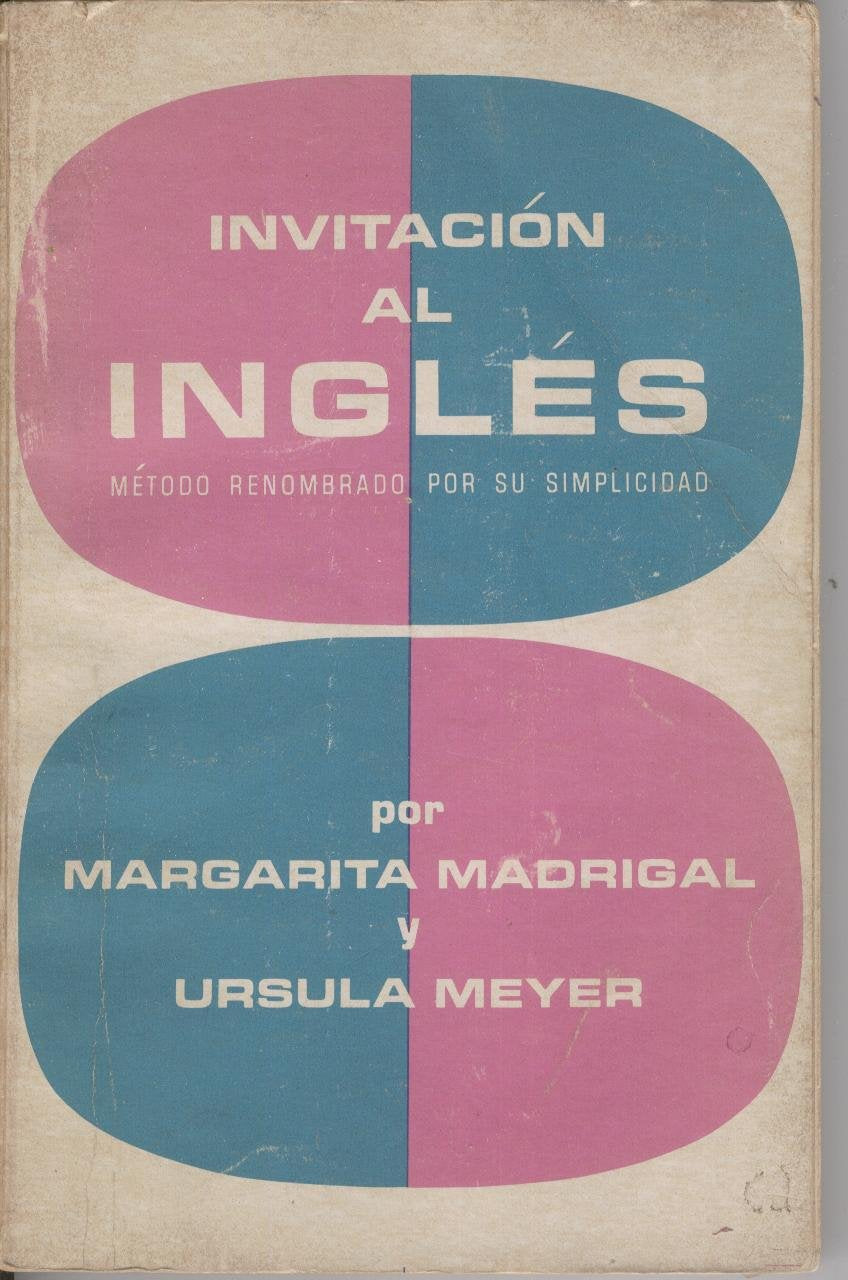 INVITACIÓN
AL
INGLÉS
MÉTODO RENOMBRADO POR SU SIMPLICIDAD
por
MARGARITA MADRIGAL
y
URSULA MEYER